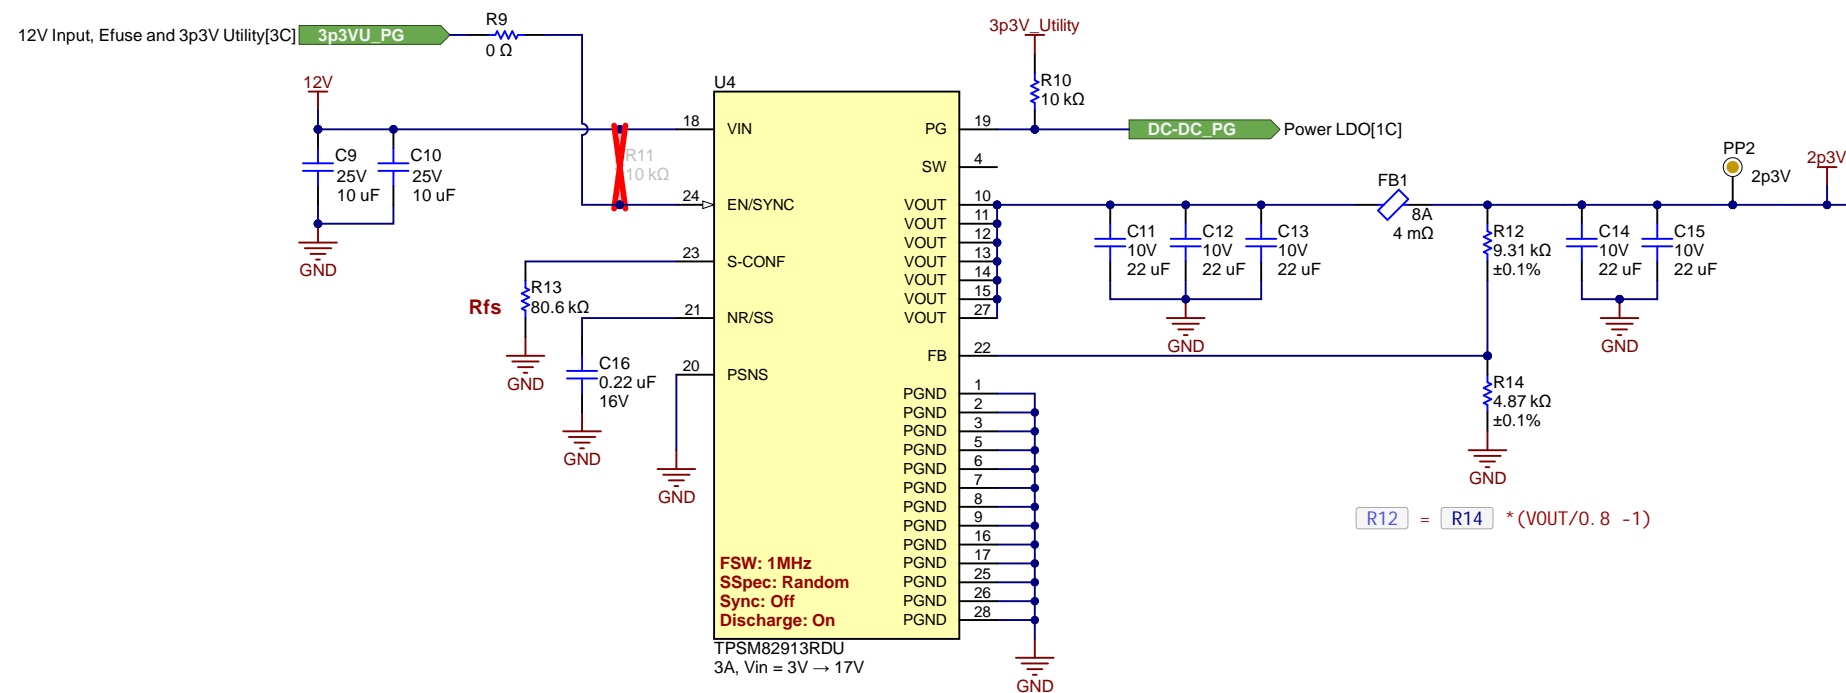 12V Input, Efuse and 3p3V Utility[3C]
3p3VU_PG
R9
0 Ω
12V
C9
25V
10 uF
C10
25V
10 uF
GND
R11
10 kΩ
Rfs
R13
80.6 kΩ
GND
C16
0.22 uF
16V
GND
GND
U4
18
VIN
24
EN/SYNC
23
S-CONF
21
NR/SS
20
PSNS
PG
19
SW
4
VOUT
10
VOUT
11
VOUT
12
VOUT
13
VOUT
14
VOUT
15
VOUT
27
FB
22
PGND
1
PGND
2
PGND
3
PGND
5
PGND
6
PGND
7
PGND
8
PGND
9
PGND
16
PGND
17
PGND
25
PGND
26
PGND
28
FSW: 1MHz
SSpec: Random
Sync: Off
Discharge: On
TPSM82913RDU
3A, Vin = 3V → 17V
GND
3p3V_Utility
R10
10 kΩ
DC-DC_PG
Power LDO[1C]
C11
10V
22 uF
C12
10V
22 uF
C13
10V
22 uF
GND
FB1
8A
4 mΩ
R12
9.31 kΩ
±0.1%
C14
10V
22 uF
C15
10V
22 uF
GND
PP2
2p3V
2p3V
R14
4.87 kΩ
±0.1%
GND
R12 = R14 *(VOUT/0.8 -1)